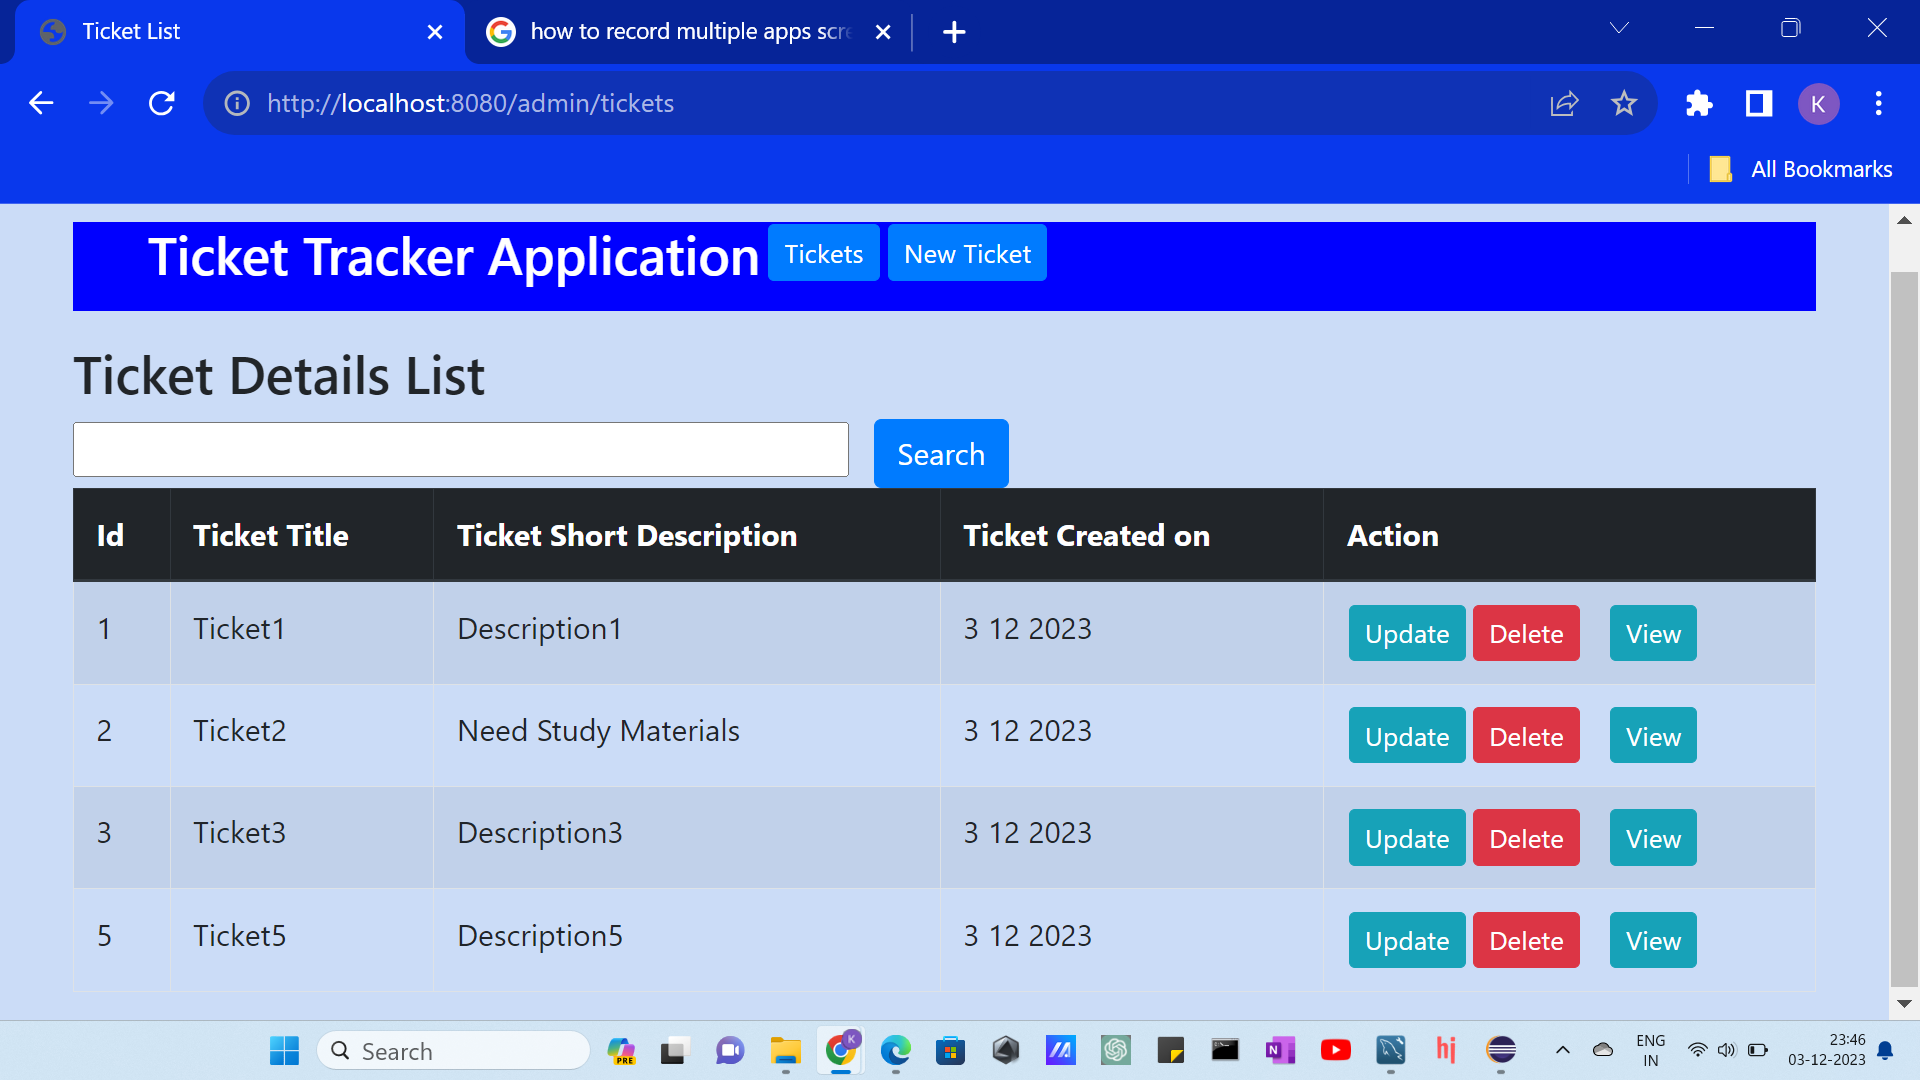 Ticket List
how to record multiple apps scre
http://localhost:8080/admin/tickets
K
All Bookmarks
Ticket Tracker Application Tickets New Ticket
Ticket Details List
Search
Id Ticket Title Ticket Short Description Ticket Created on Action
1 Ticket1 Description1 3 12 2023 Update Delete View
2 Ticket2 Need Study Materials 3 12 2023 Update Delete View
3 Ticket3 Description3 3 12 2023 Update Delete View
5 Ticket5 Description5 3 12 2023 Update Delete View
Search
PRE
K
N
hj
ENG
IN
23:46
03-12-2023